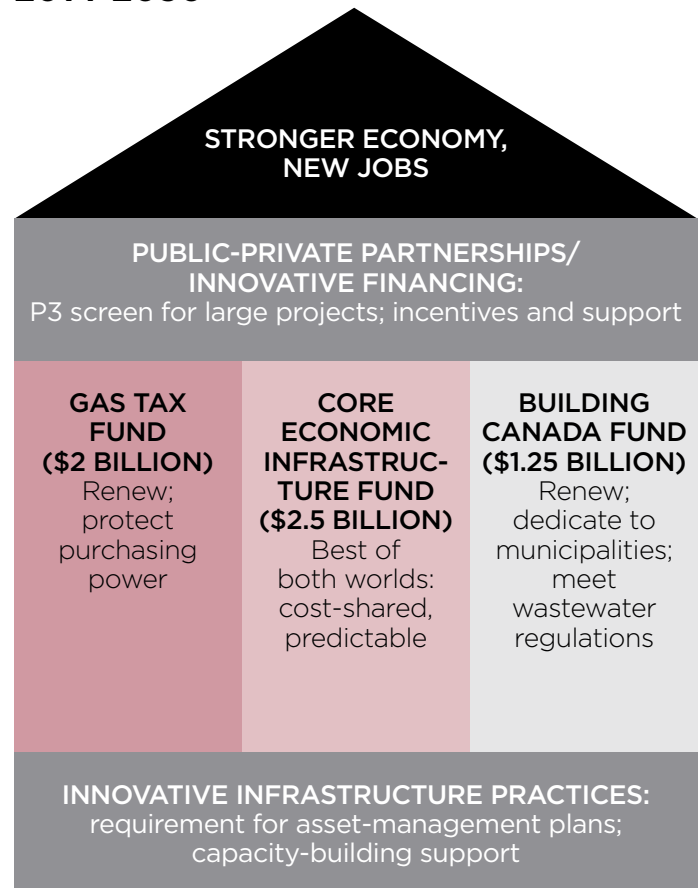 STRONGER ECONOMY,
NEW JOBS
PUBLIC-PRIVATE PARTNERSHIPS/
INNOVATIVE FINANCING:
P3 screen for large projects; incentives and support
GAS TAX
FUND
($2 BILLION)
Renew;
protect
purchasing
power
CORE
ECONOMIC
INFRASTRUC-
TURE FUND
($2.5 BILLION)
Best of
both worlds:
cost-shared,
predictable
BUILDING
CANADA FUND
($1.25 BILLION)
Renew;
dedicate to
municipalities;
meet
wastewater
regulations
INNOVATIVE INFRASTRUCTURE PRACTICES:
requirement for asset-management plans;
capacity-building support